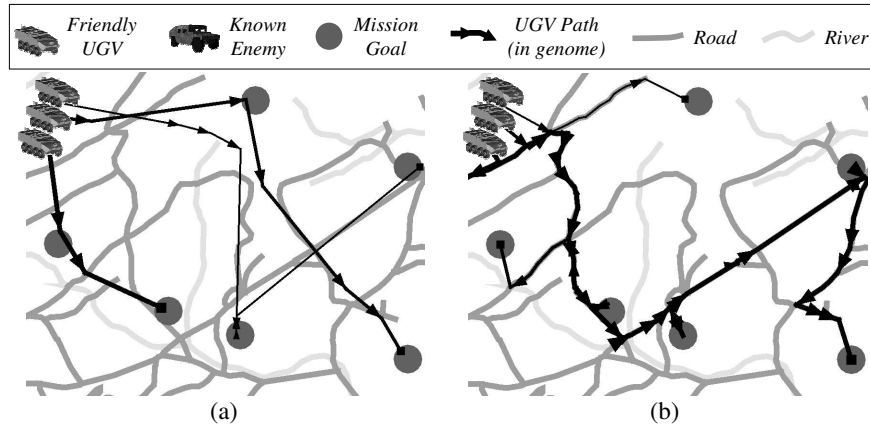 Friendly
UGV
Known
Enemy
Mission
Goal
UGV Path
(in genome)
Road
River
(a)
(b)